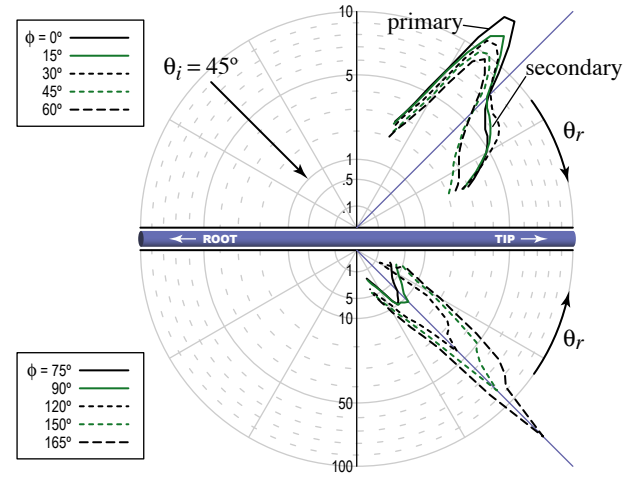 ϕ = 0º
15º
30º
45º
60º
θi = 45º
10
5
1
.5
.1
primary
secondary
θr
ROOT
TIP
1
5
10
50
100
θr
ϕ = 75º
90º
120º
150º
165º